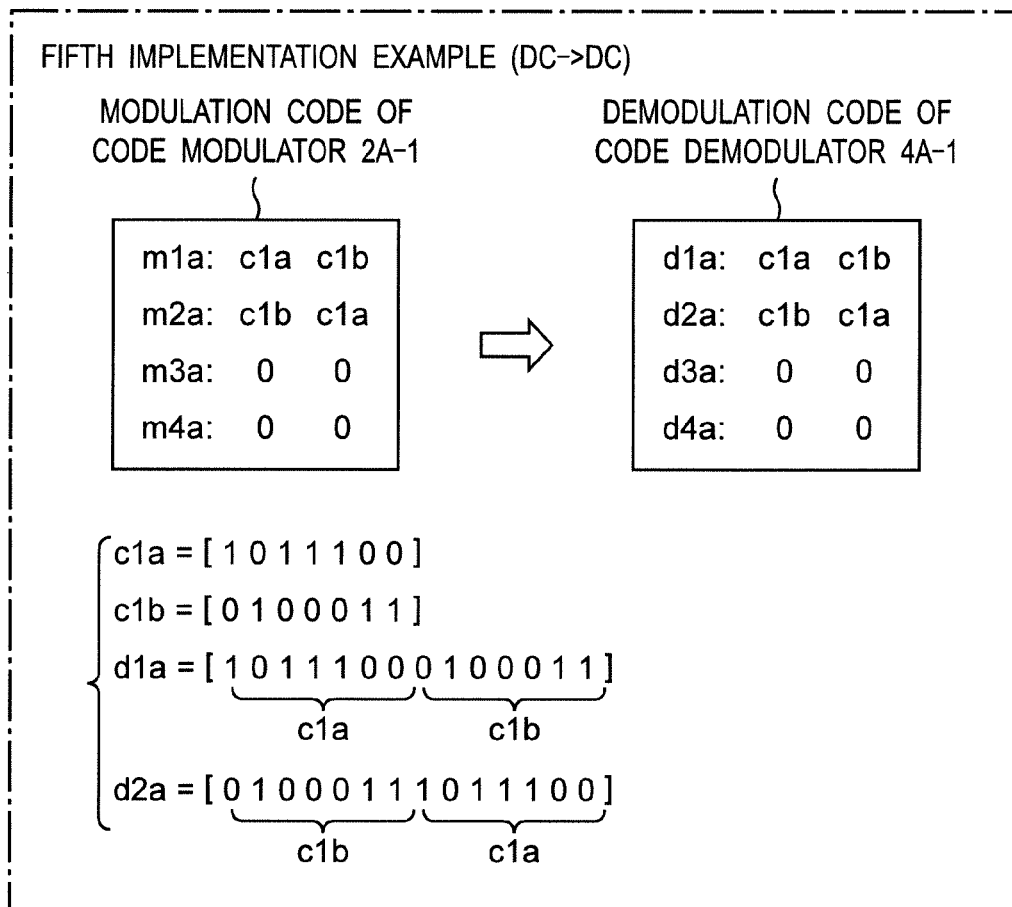 FIFTH IMPLEMENTATION EXAMPLE (DC->DC)
MODULATION CODE OF
CODE MODULATOR 2A-1
m1a: c1a c1b
m2a: c1b c1a
m3a: 0 0
m4a: 0 0
DEMODULATION CODE OF
CODE DEMODULATOR 4A-1
d1a: c1a c1b
d2a: c1b c1a
d3a: 0 0
d4a: 0 0
c1a = [ 1 0 1 1 1 0 0 ]
c1b = [ 0 1 0 0 0 1 1 ]
d1a = [ 1 0 1 1 1 0 0 0 1 0 0 0 1 1 ]
c1a c1b
d2a = [ 0 1 0 0 0 1 1 1 0 1 1 1 0 0 ]
c1b c1a